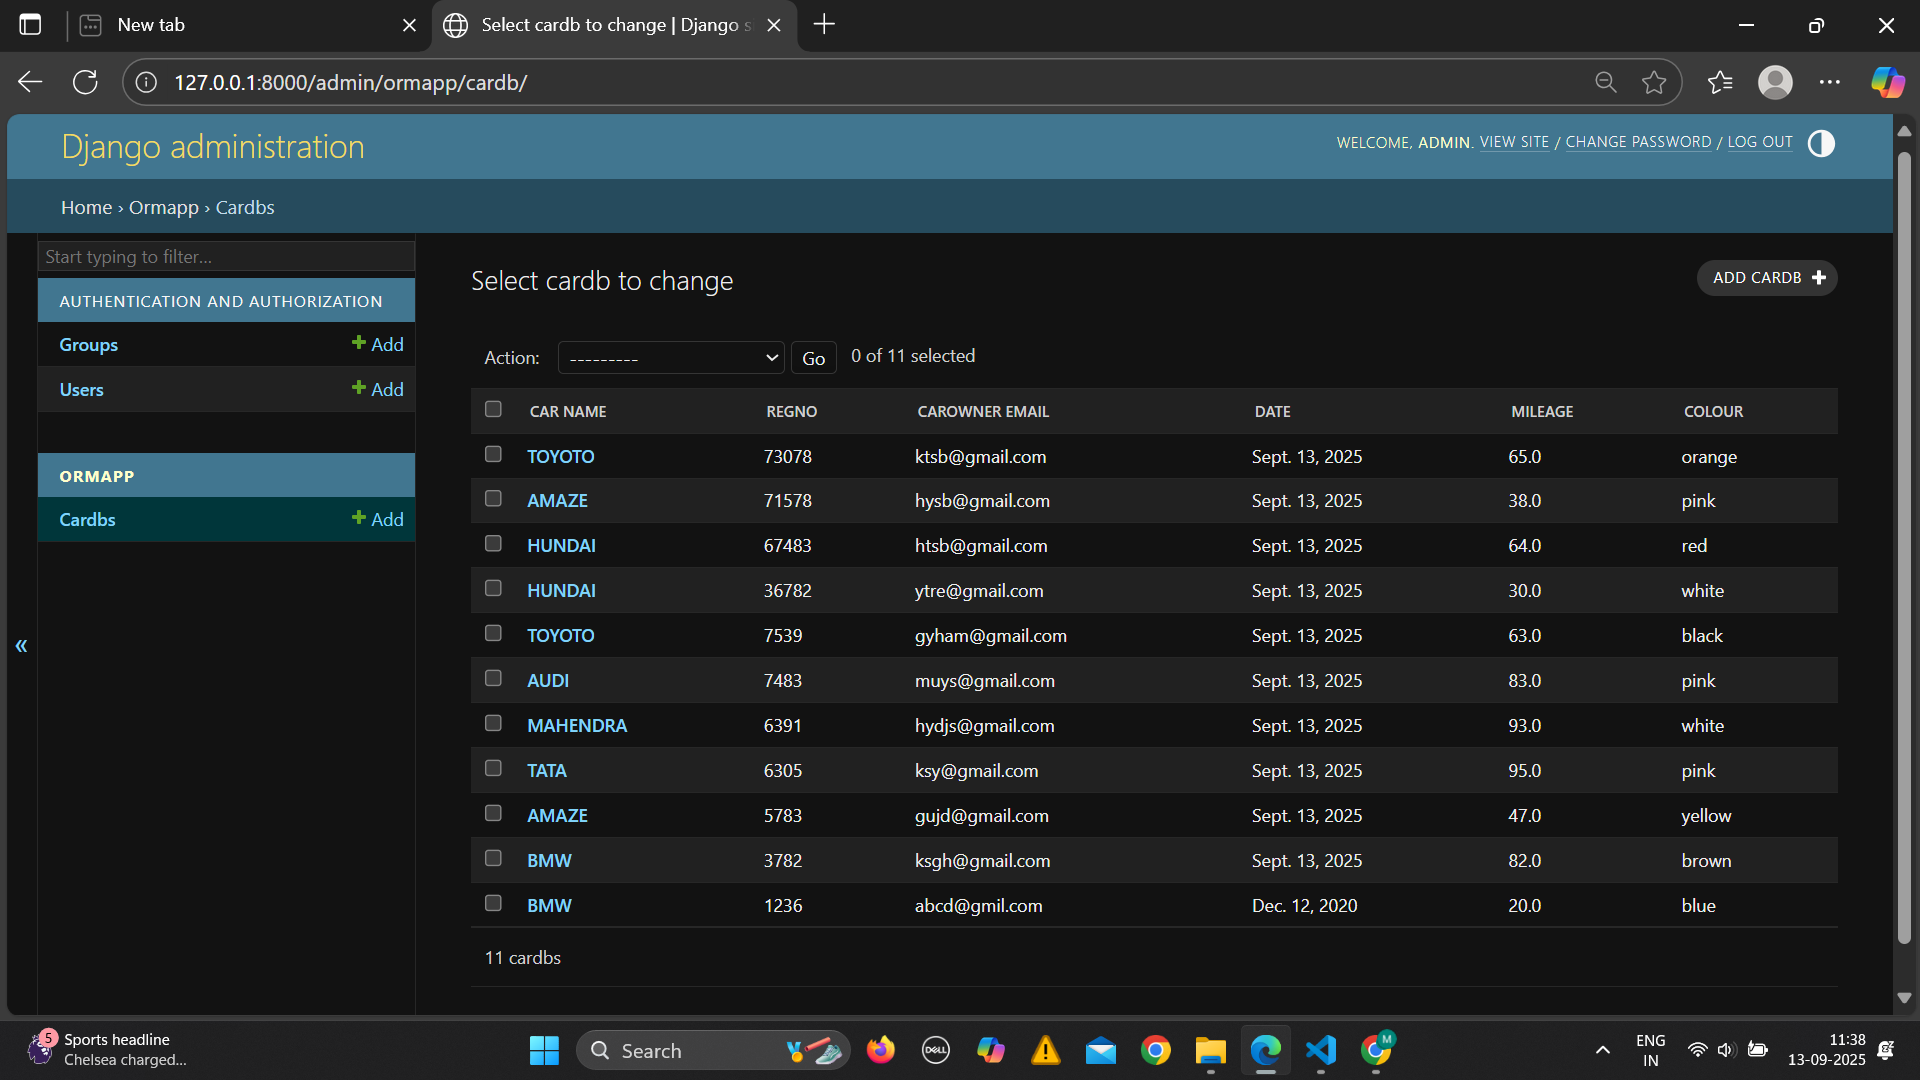 New tab
Select cardb to change | Django s
127.0.0.1:8000/admin/ormapp/cardb/
Django administration
WELCOME, ADMIN. VIEW SITE / CHANGE PASSWORD / LOG OUT
Home › Ormapp › Cardbs
Start typing to filter...
AUTHENTICATION AND AUTHORIZATION
Groups + Add
Users + Add
ORMAPP
Cardbs + Add
«
Select cardb to change
ADD CARDB +
Action: --------- Go 0 of 11 selected
CAR NAME REGNO CAROWNER EMAIL DATE MILEAGE COLOUR
TOYOTO 73078 ktsb@gmail.com Sept. 13, 2025 65.0 orange
AMAZE 71578 hysb@gmail.com Sept. 13, 2025 38.0 pink
HUNDAI 67483 htsb@gmail.com Sept. 13, 2025 64.0 red
HUNDAI 36782 ytre@gmail.com Sept. 13, 2025 30.0 white
TOYOTO 7539 gyham@gmail.com Sept. 13, 2025 63.0 black
AUDI 7483 muys@gmail.com Sept. 13, 2025 83.0 pink
MAHENDRA 6391 hydjs@gmail.com Sept. 13, 2025 93.0 white
TATA 6305 ksy@gmail.com Sept. 13, 2025 95.0 pink
AMAZE 5783 gujd@gmail.com Sept. 13, 2025 47.0 yellow
BMW 3782 ksgh@gmail.com Sept. 13, 2025 82.0 brown
BMW 1236 abcd@gmil.com Dec. 12, 2020 20.0 blue
11 cardbs
5
Sports headline
Chelsea charged...
Search
DELL
M
ENG
IN
11:38
13-09-2025